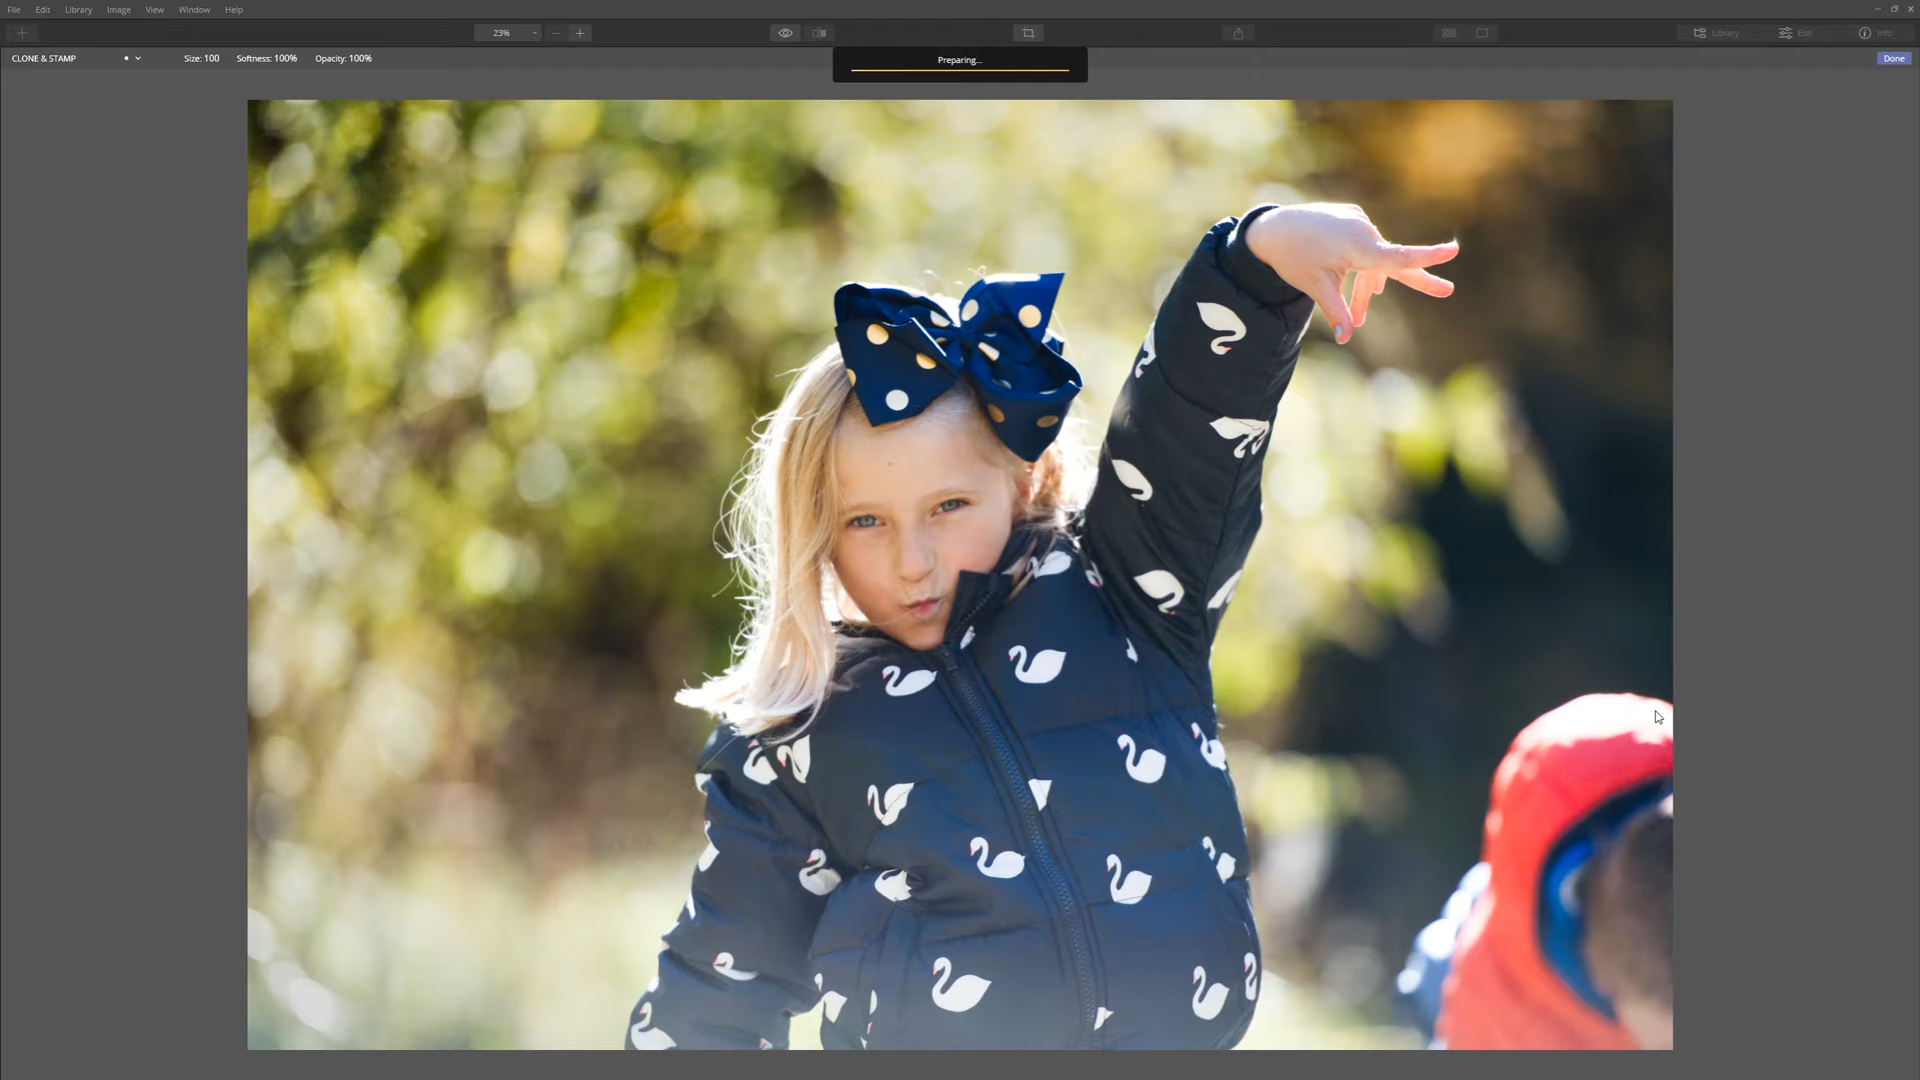 File Edit Library Image View Window Help
23%
Library Edit Info
CLONE & STAMP Size: 100 Softness: 100% Opacity: 100% Preparing... Done